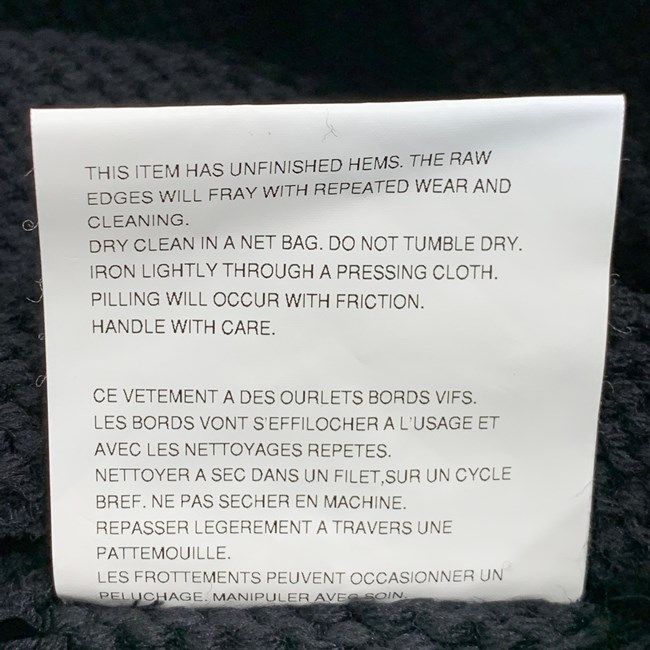 THIS ITEM HAS UNFINISHED HEMS. THE RAW
EDGES WILL FRAY WITH REPEATED WEAR AND
CLEANING.
DRY CLEAN IN A NET BAG. DO NOT TUMBLE DRY.
IRON LIGHTLY THROUGH A PRESSING CLOTH.
PILLING WILL OCCUR WITH FRICTION.
HANDLE WITH CARE.
CE VETEMENT A DES OURLETS BORDS VIFS.
LES BORDS VONT S'EFFILOCHER A L'USAGE ET
AVEC LES NETTOYAGES REPETES.
NETTOYER A SEC DANS UN FILET,SUR UN CYCLE
BREF. NE PAS SECHER EN MACHINE.
REPASSER LEGEREMENT A TRAVERS UNE
PATTEMOUILLE.
LES FROTTEMENTS PEUVENT OCCASIONNER UN
PELUCHAGE. MANIPULER AVEC SOIN.